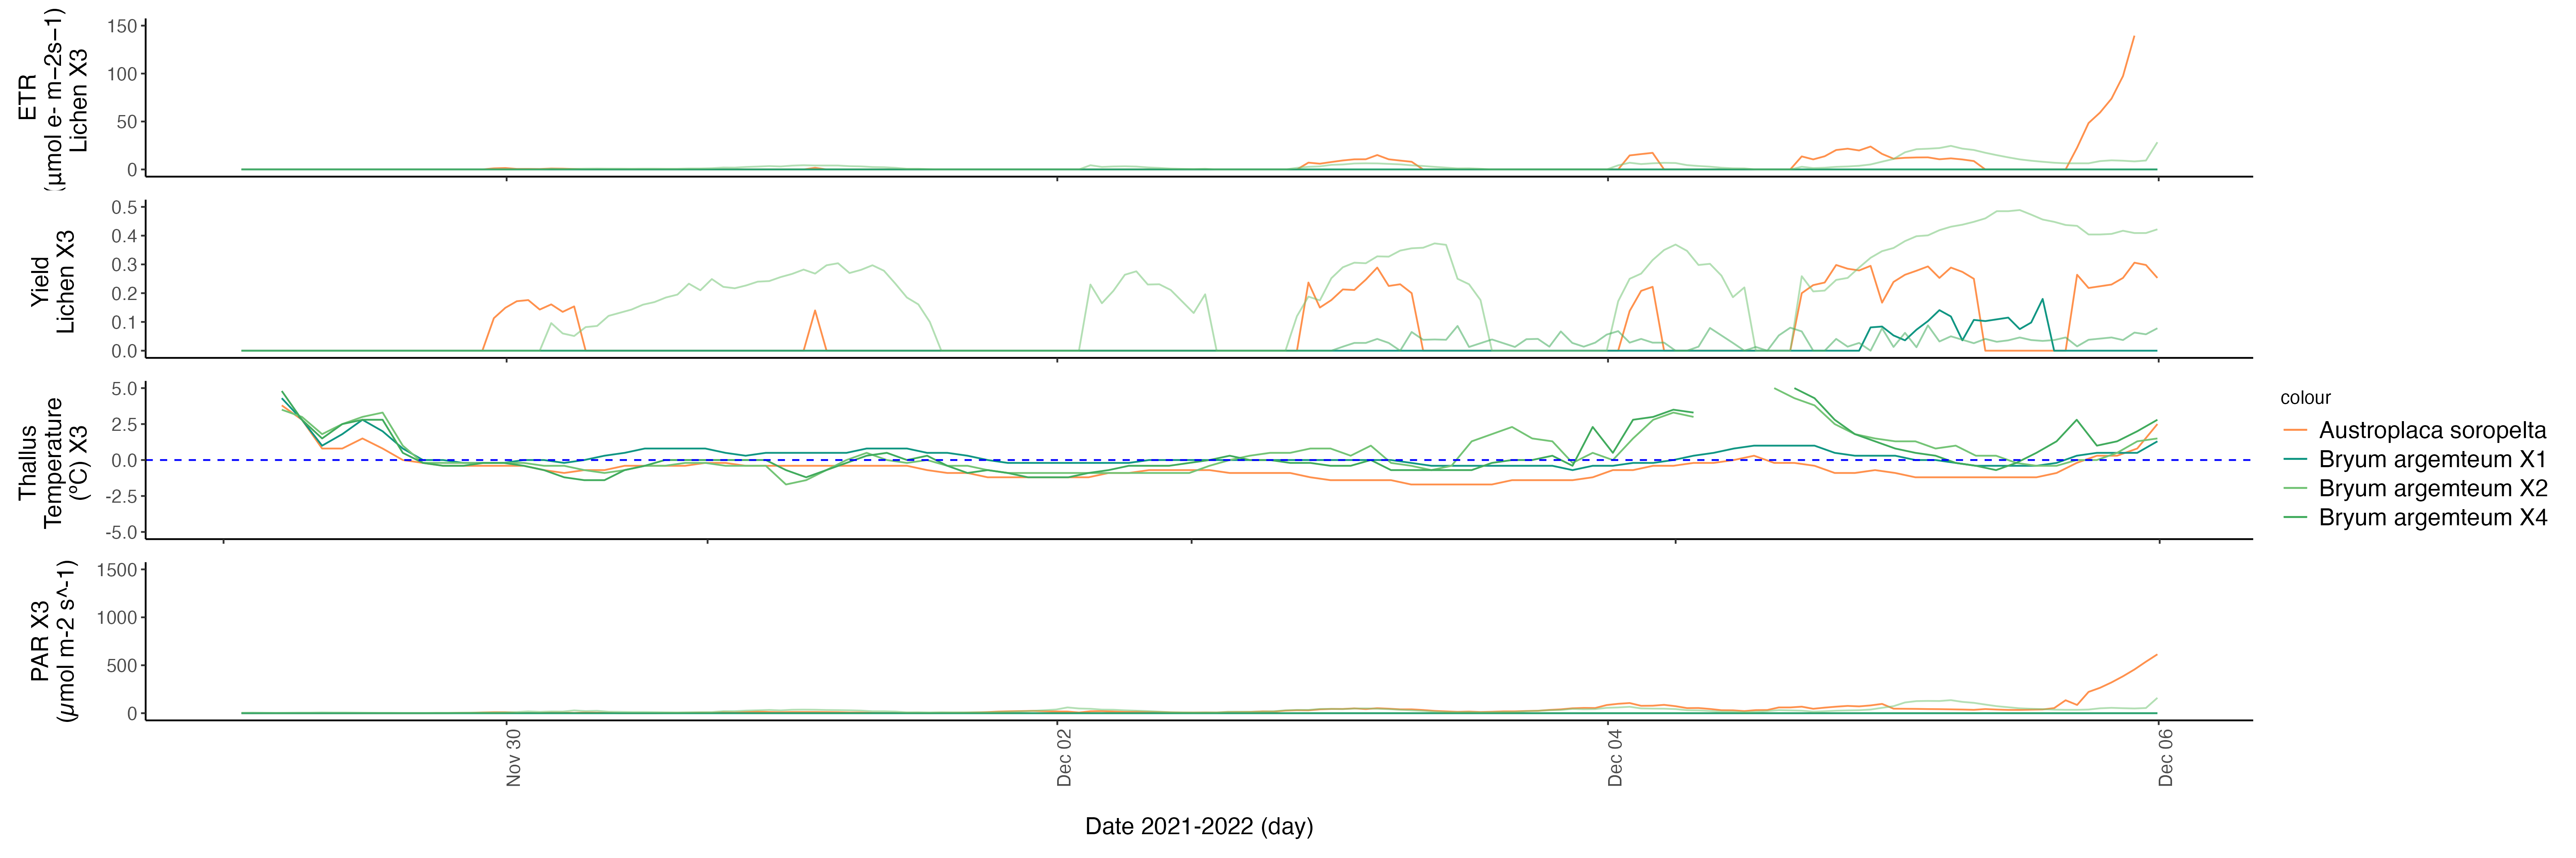 ETR
(µmol e- m−2s−1)
Lichen X3
150
100
50
0
Yield
Lichen X3
0.5
0.4
0.3
0.2
0.1
0.0
Thallus
Temperature
(ºC) X3
5.0
2.5
0.0
-2.5
-5.0
PAR X3
(µmol m-2 s^-1)
1500
1000
500
0
Nov 30
Dec 02
Dec 04
Dec 06
Date 2021-2022 (day)
colour
Austroplaca soropelta
Bryum argemteum X1
Bryum argemteum X2
Bryum argemteum X4